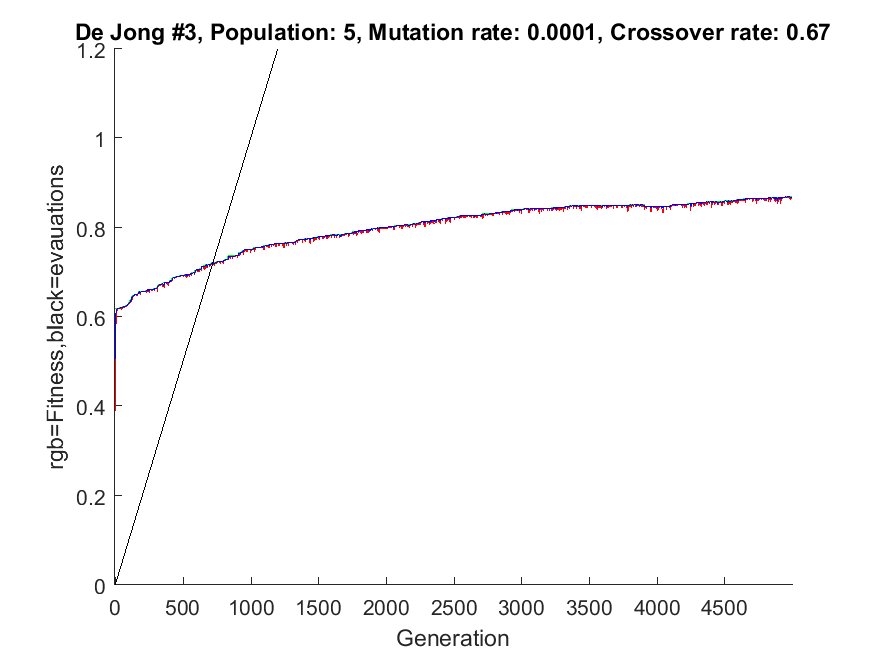 De Jong #3, Population: 5, Mutation rate: 0.0001, Crossover rate: 0.67
1.2
1
0.8
0.6
0.4
0.2
0
rgb=Fitness,black=evauations
0 500 1000 1500 2000 2500 3000 3500 4000 4500
Generation